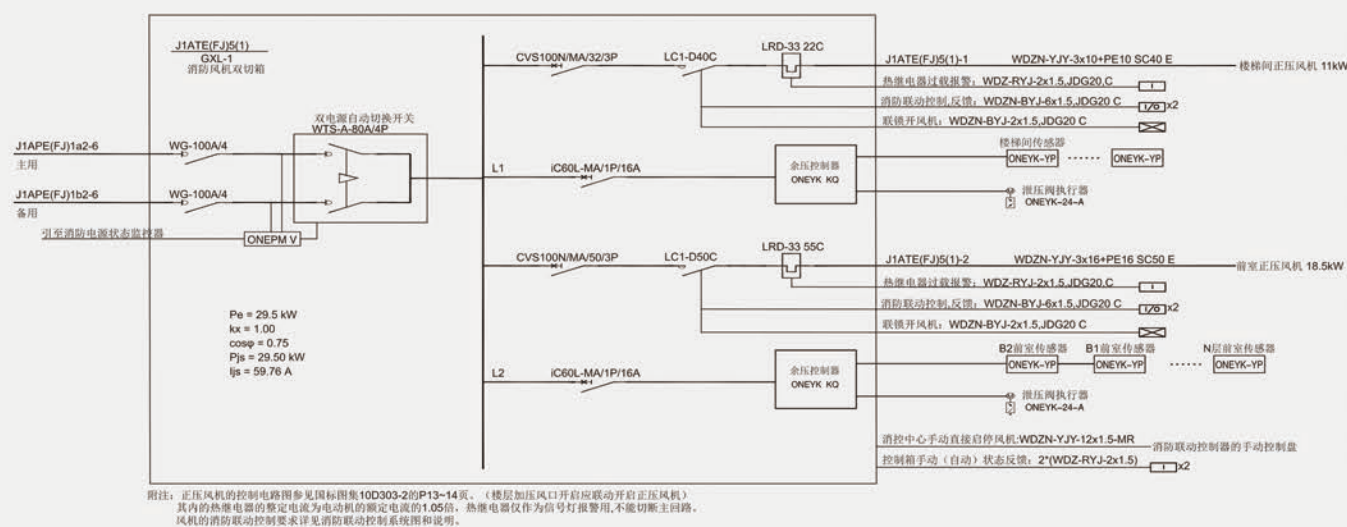 J1ATE(FJ)5(1)
GXL-1
消防风机双切箱
双电源自动切换开关
WTS-A-80A/4P
J1APE(FJ)1a2-6
WG-100A/4
主用
J1APE(FJ)1b2-6
WG-100A/4
备用
引至消防电源状态监控器
ONEPM V
Pe = 29.5 kW
kx = 1.00
cosφ = 0.75
Pjs = 29.50 kW
Ijs = 59.76 A
CVS100N/MA/32/3P
LC1-D40C
LRD-33 22C
J1ATE(FJ)5(1)-1
WDZN-YJY-3x10+PE10 SC40 E
楼梯间正压风机 11kW
热继电器过载报警：WDZ-RYJ-2x1.5,JDG20,C
I
消防联动控制,反馈：WDZN-BYJ-6x1.5,JDG20 C
I/O x2
联锁开风机：WDZN-BYJ-2x1.5,JDG20 C
L1
iC60L-MA/1P/16A
余压控制器
ONEYK KQ
楼梯间传感器
ONEYK-YP ······ ONEYK-YP
泄压阀执行器
ONEYK-24-A
CVS100N/MA/50/3P
LC1-D50C
LRD-33 55C
J1ATE(FJ)5(1)-2
WDZN-YJY-3x16+PE16 SC50 E
前室正压风机 18.5kW
热继电器过载报警：WDZ-RYJ-2x1.5,JDG20,C
I
消防联动控制,反馈：WDZN-BYJ-6x1.5,JDG20 C
I/O x2
联锁开风机：WDZN-BYJ-2x1.5,JDG20 C
L2
iC60L-MA/1P/16A
余压控制器
ONEYK KQ
B2前室传感器 B1前室传感器 N层前室传感器
ONEYK-YP ONEYK-YP ······ ONEYK-YP
泄压阀执行器
ONEYK-24-A
消控中心手动直接启停风机:WDZN-YJY-12x1.5-MR
消防联动控制器的手动控制盘
控制箱手动（自动）状态反馈：2*(WDZ-RYJ-2x1.5)
I x2
附注：正压风机的控制电路图参见国标图集10D303-2的P13~14页。（楼层加压风口开启应联动开启正压风机）
其内的热继电器的整定电流为电动机的额定电流的1.05倍，热继电器仅作为信号灯报警用,不能切断主回路。
风机的消防联动控制要求详见消防联动控制系统图和说明。